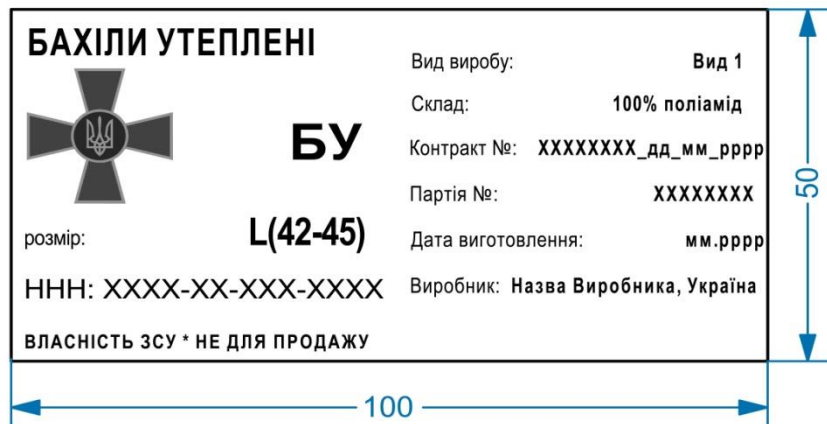 БАХІЛИ УТЕПЛЕНІ
БУ
розмір: L(42-45)
ННН: XXXX-XX-XXX-XXXX
ВЛАСНІСТЬ ЗСУ * НЕ ДЛЯ ПРОДАЖУ
Вид виробу: Вид 1
Склад: 100% поліамід
Контракт №: XXXXXXXX_дд_мм_рррр
Партія №: XXXXXXXX
Дата виготовлення: мм.рррр
Виробник: Назва Виробника, Україна
50
100